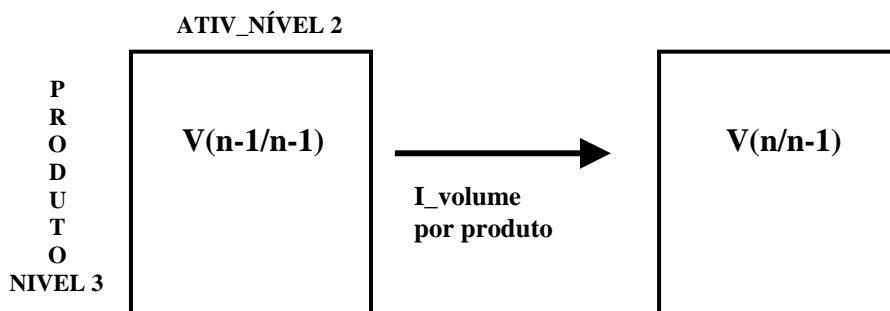 ATIV_NÍVEL 2
P
R
O
D
U
T
O
NIVEL 3
V(n-1/n-1)
I_volume
por produto
V(n/n-1)